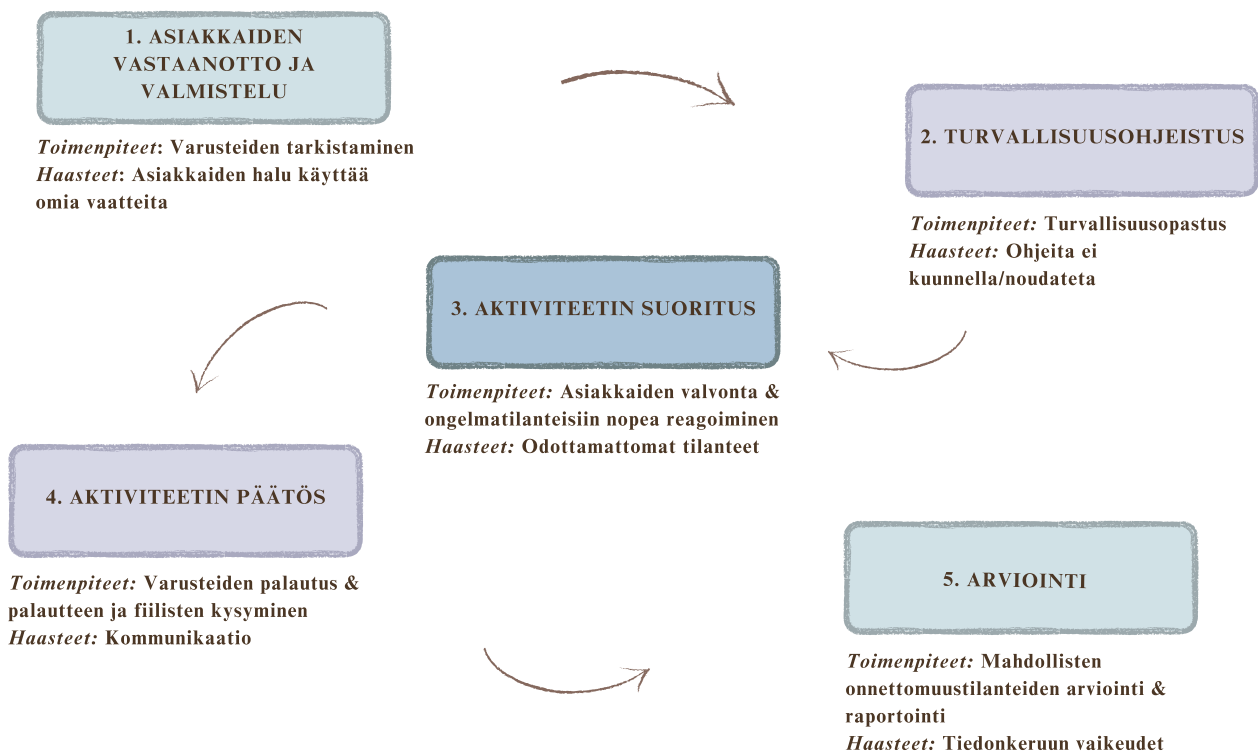 1. ASIAKKAIDEN
VASTAANOTTO JA
VALMISTELU
Toimenpiteet: Varusteiden tarkistaminen
Haasteet: Asiakkaiden halu käyttää
omia vaatteita
2. TURVALLISUUSOHJEISTUS
Toimenpiteet: Turvallisuusopastus
Haasteet: Ohjeita ei
kuunnella/noudateta
3. AKTIVITEETIN SUORITUS
Toimenpiteet: Asiakkaiden valvonta &
ongelmatilanteisiin nopea reagoiminen
Haasteet: Odottamattomat tilanteet
4. AKTIVITEETIN PÄÄTÖS
Toimenpiteet: Varusteiden palautus &
palautteen ja fiilisten kysyminen
Haasteet: Kommunikaatio
5. ARVIOINTI
Toimenpiteet: Mahdollisten
onnettomuustilanteiden arviointi &
raportointi
Haasteet: Tiedonkeruun vaikeudet